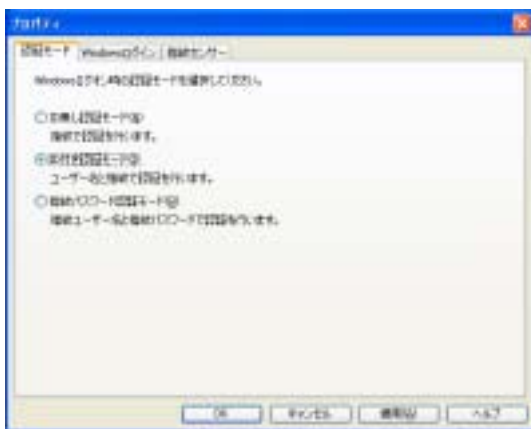 プロパティ
認証モード Windowsログイン 指紋センサー
Windowsログオン時の認証モードを選択してください。
認証モード
指紋で認証を行います。
認証モード
ユーザー名と指紋で認証を行います。
指紋パスワード認証モード
指紋ユーザー名と指紋パスワードで認証を行います。
OK キャンセル 適用(A) ヘルプ